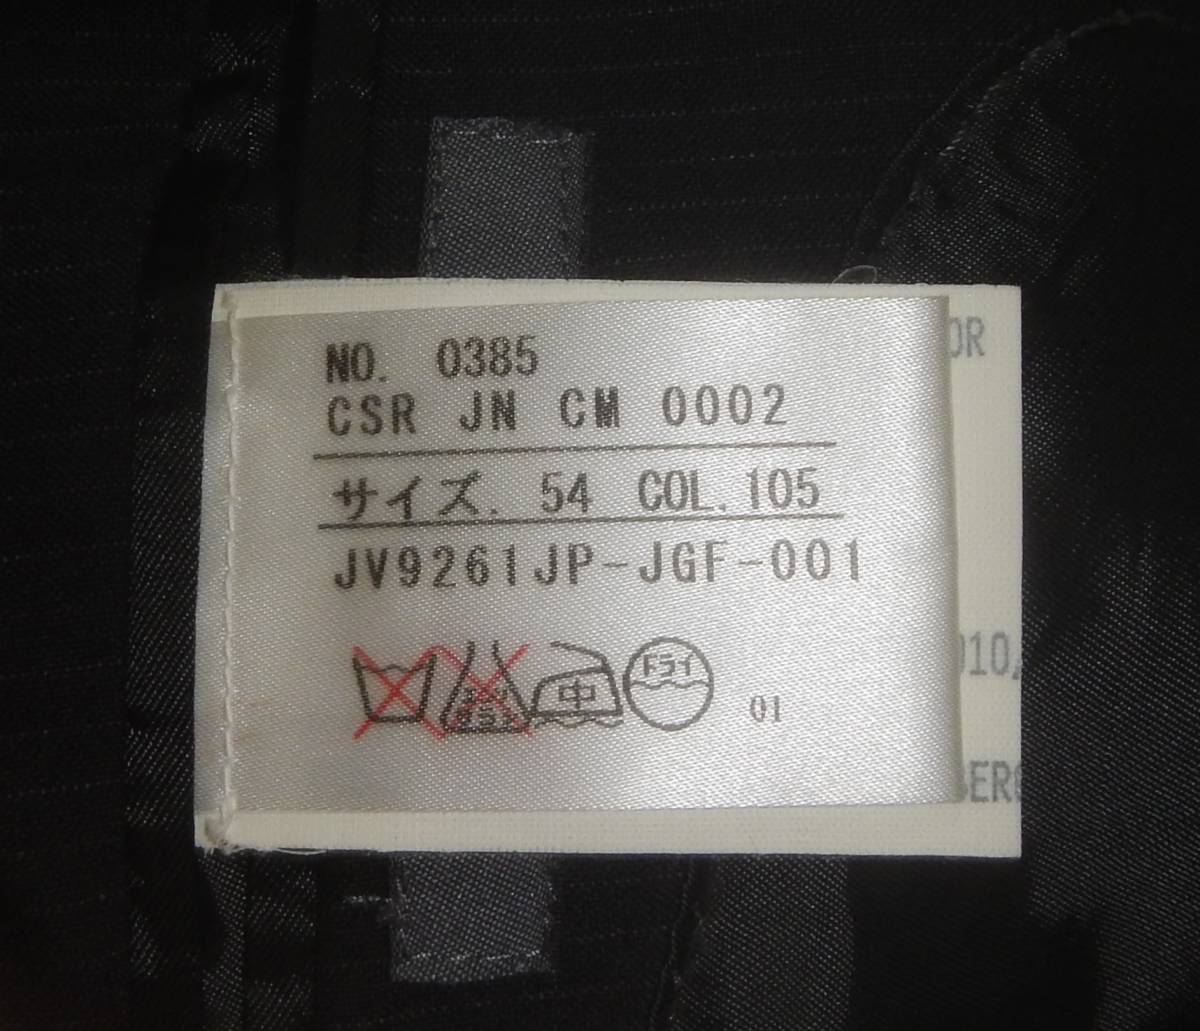 NO. 0385
CSR JN CM 0002
サイズ. 54 COL. 105
JV9261JP-JGF-001
中
ドライ
01
OR
010,